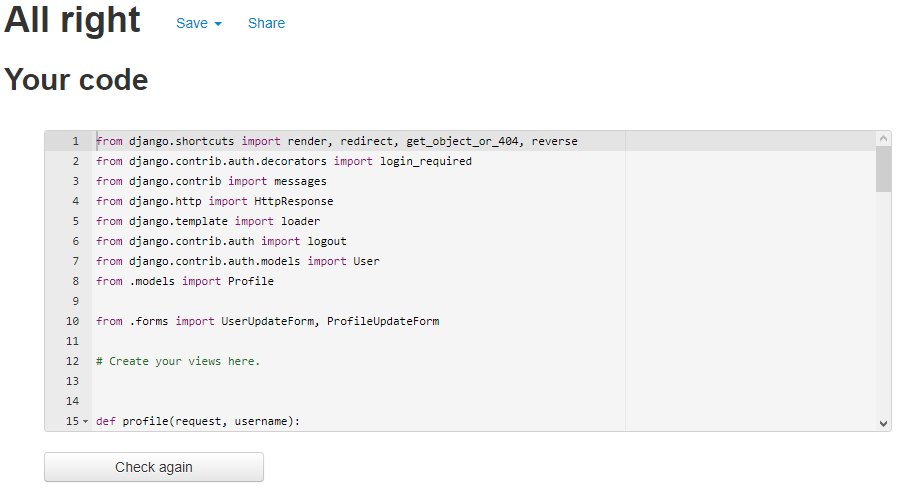 All right Save Share
Your code
1 from django.shortcuts import render, redirect, get_object_or_404, reverse
2 from django.contrib.auth.decorators import login_required
3 from django.contrib import messages
4 from django.http import HttpResponse
5 from django.template import loader
6 from django.contrib.auth import logout
7 from django.contrib.auth.models import User
8 from .models import Profile
9
10 from .forms import UserUpdateForm, ProfileUpdateForm
11
12 # Create your views here.
13
14
15 def profile(request, username):
Check again